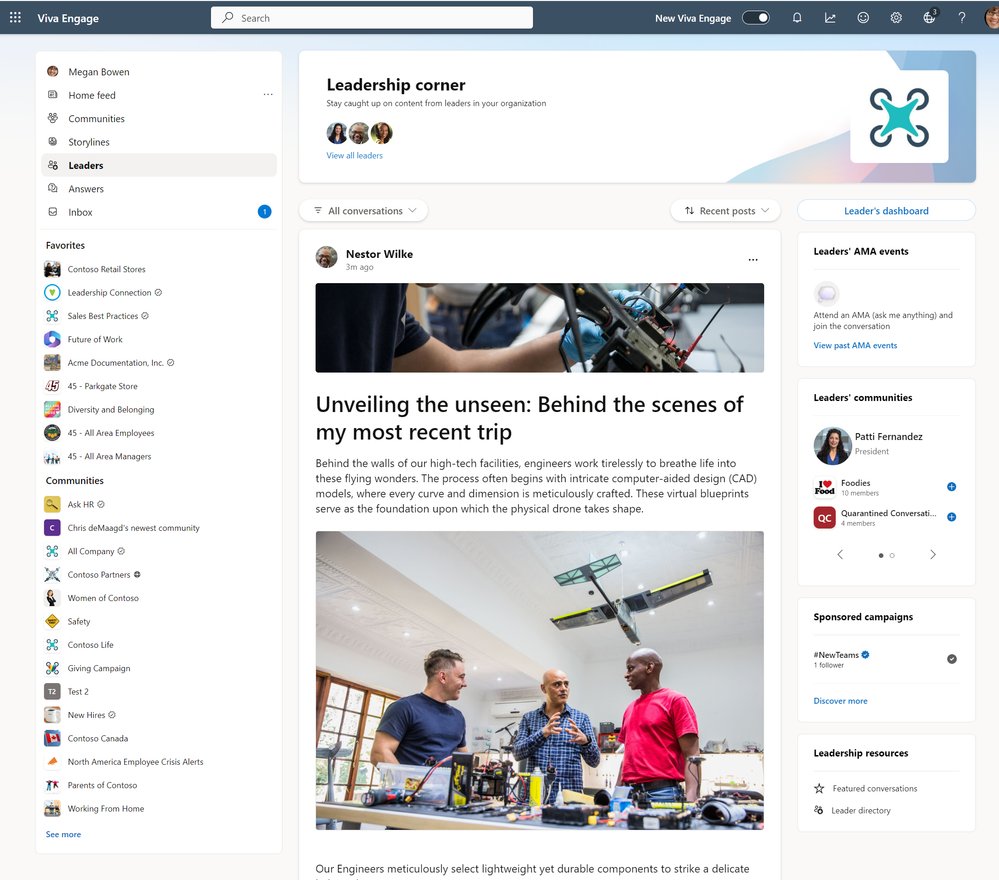 Viva Engage
Search
New Viva Engage
3
Megan Bowen
Home feed
Communities
Storylines
Leaders
Answers
Inbox
1
Favorites
Contoso Retail Stores
Leadership Connection
Sales Best Practices
Future of Work
Acme Documentation, Inc.
45 - Parkgate Store
Diversity and Belonging
45 - All Area Employees
45 - All Area Managers
Communities
Ask HR
C
Chris deMaagd's newest community
All Company
Contoso Partners
Women of Contoso
Safety
Contoso Life
Giving Campaign
T2
Test 2
New Hires
Contoso Canada
North America Employee Crisis Alerts
Parents of Contoso
Working From Home
See more
Leadership corner
Stay caught up on content from leaders in your organization
View all leaders
All conversations
Recent posts
Nestor Wilke
3m ago
Unveiling the unseen: Behind the scenes of
my most recent trip
Behind the walls of our high-tech facilities, engineers work tirelessly to breathe life into
these flying wonders. The process often begins with intricate computer-aided design (CAD)
models, where every curve and dimension is meticulously crafted. These virtual blueprints
serve as the foundation upon which the physical drone takes shape.
Our Engineers meticulously select lightweight yet durable components to strike a delicate
Leader's dashboard
Leaders' AMA events
Attend an AMA (ask me anything) and
join the conversation
View past AMA events
Leaders' communities
Patti Fernandez
President
I ♥
Food
Foodies
10 members
QC
Quarantined Conversati...
4 members
Sponsored campaigns
#NewTeams
1 follower
Discover more
Leadership resources
Featured conversations
Leader directory